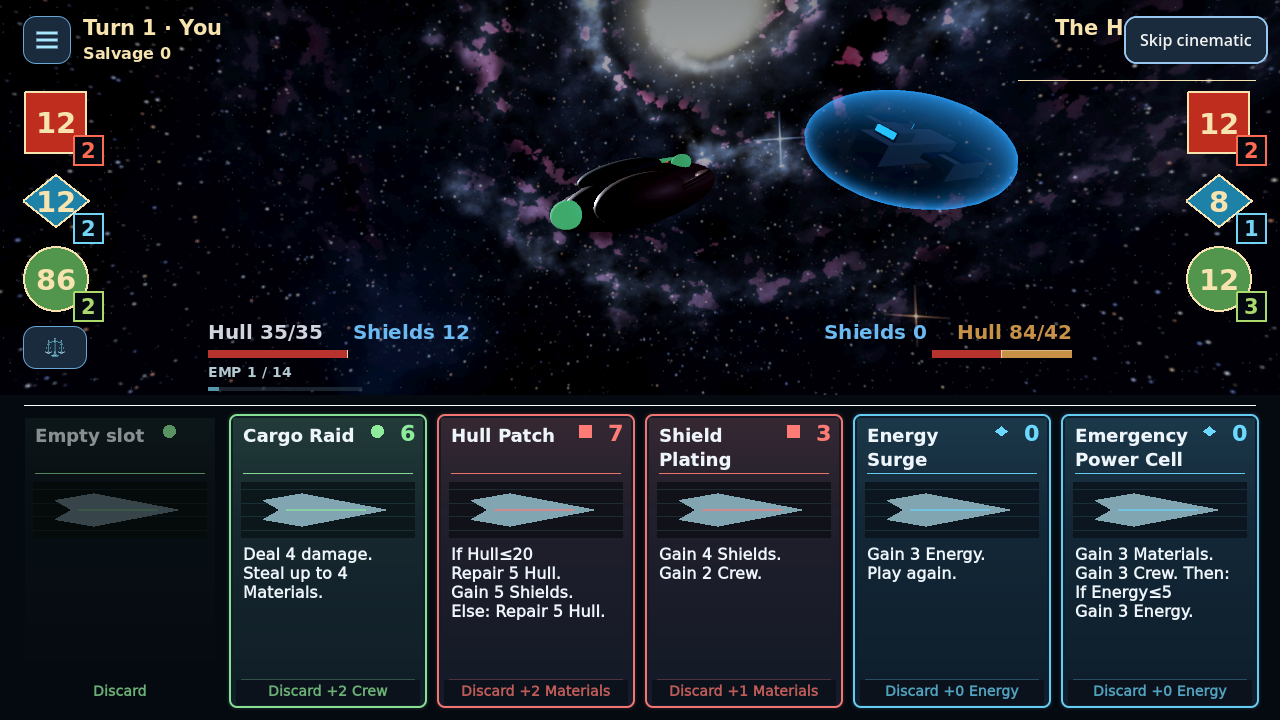 Turn 1 · You
Salvage 0
The H
Skip cinematic
12
2
12
2
86
2
12
2
8
1
12
3
Hull 35/35
Shields 12
EMP 1 / 14
Shields 0
Hull 84/42
Empty slot
Discard
Cargo Raid
6
Deal 4 damage.
Steal up to 4
Materials.
Discard +2 Crew
Hull Patch
7
If Hull≤20
Repair 5 Hull.
Gain 5 Shields.
Else: Repair 5 Hull.
Discard +2 Materials
Shield
Plating
3
Gain 4 Shields.
Gain 2 Crew.
Discard +1 Materials
Energy
Surge
0
Gain 3 Energy.
Play again.
Discard +0 Energy
Emergency
Power Cell
0
Gain 3 Materials.
Gain 3 Crew. Then:
If Energy≤5
Gain 3 Energy.
Discard +0 Energy